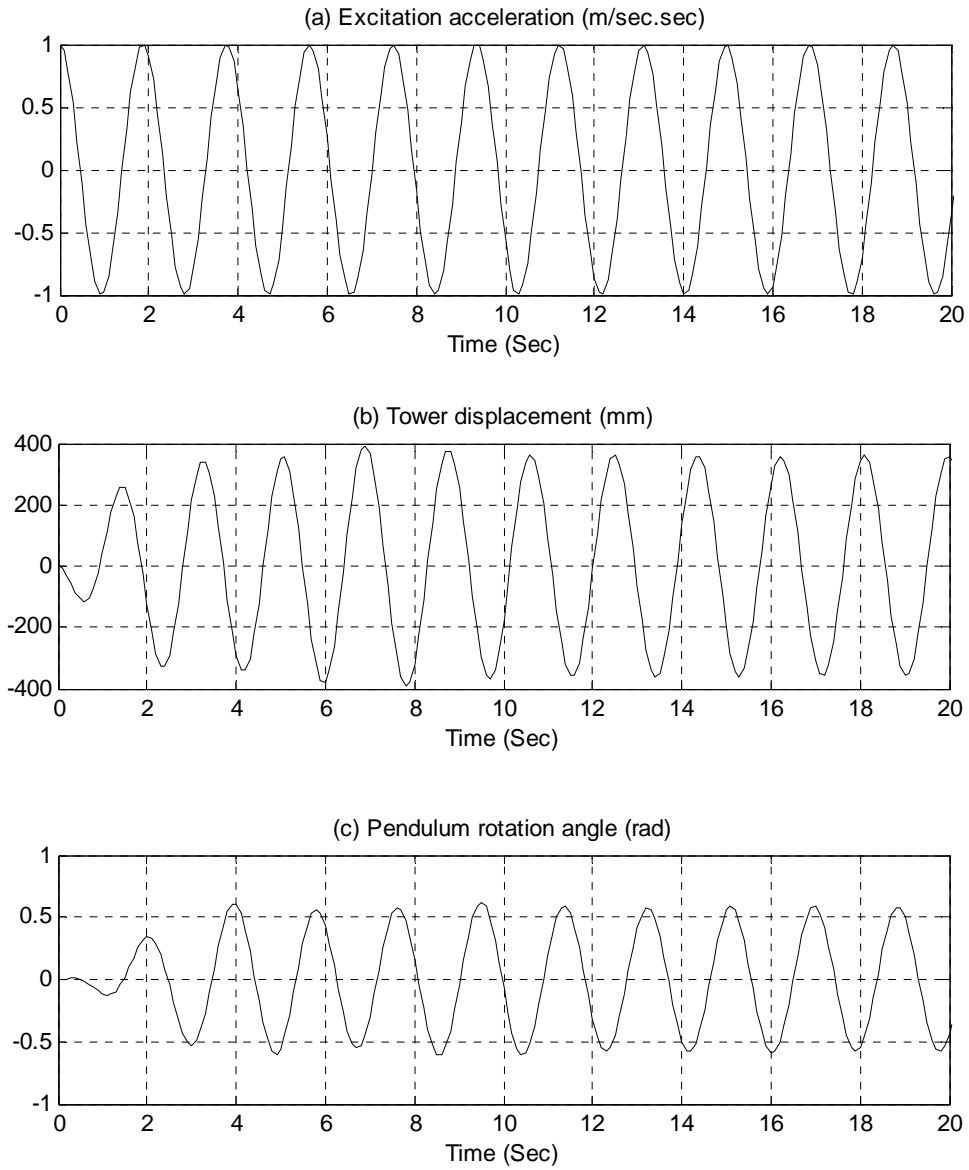 (a) Excitation acceleration (m/sec.sec)
1
0.5
0
-0.5
-1
0 2 4 6 8 10 12 14 16 18 20
Time (Sec)
(b) Tower displacement (mm)
400
200
0
-200
-400
0 2 4 6 8 10 12 14 16 18 20
Time (Sec)
(c) Pendulum rotation angle (rad)
1
0.5
0
-0.5
-1
0 2 4 6 8 10 12 14 16 18 20
Time (Sec)